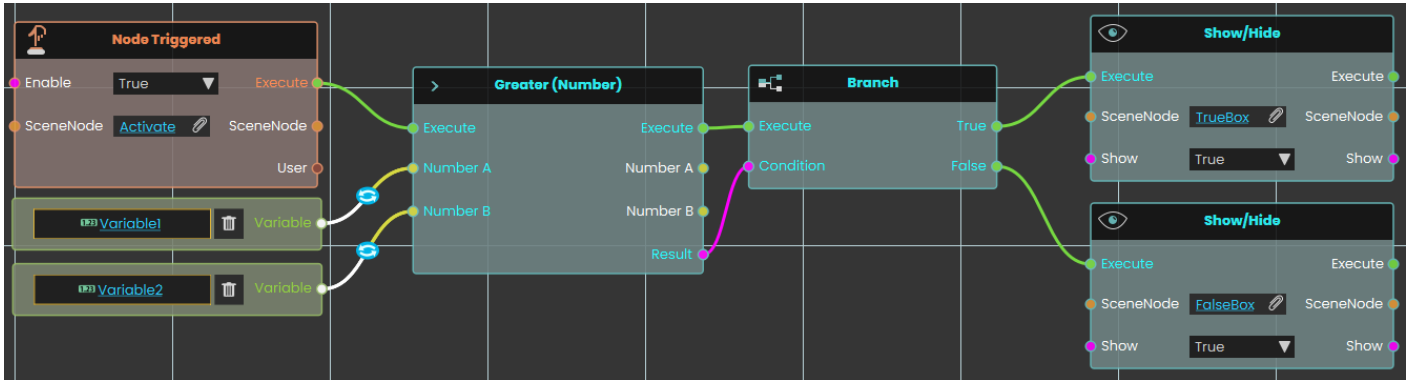 Node Triggered
Enable True Execute
SceneNode Activate SceneNode
User
123 Variable1 Variable
123 Variable2 Variable
> Greater (Number)
Execute Execute
Number A Number A
Number B Number B
Result
Branch
Execute True
Condition False
Show/Hide
Execute Execute
SceneNode TrueBox SceneNode
Show True Show
Show/Hide
Execute Execute
SceneNode FalseBox SceneNode
Show True Show